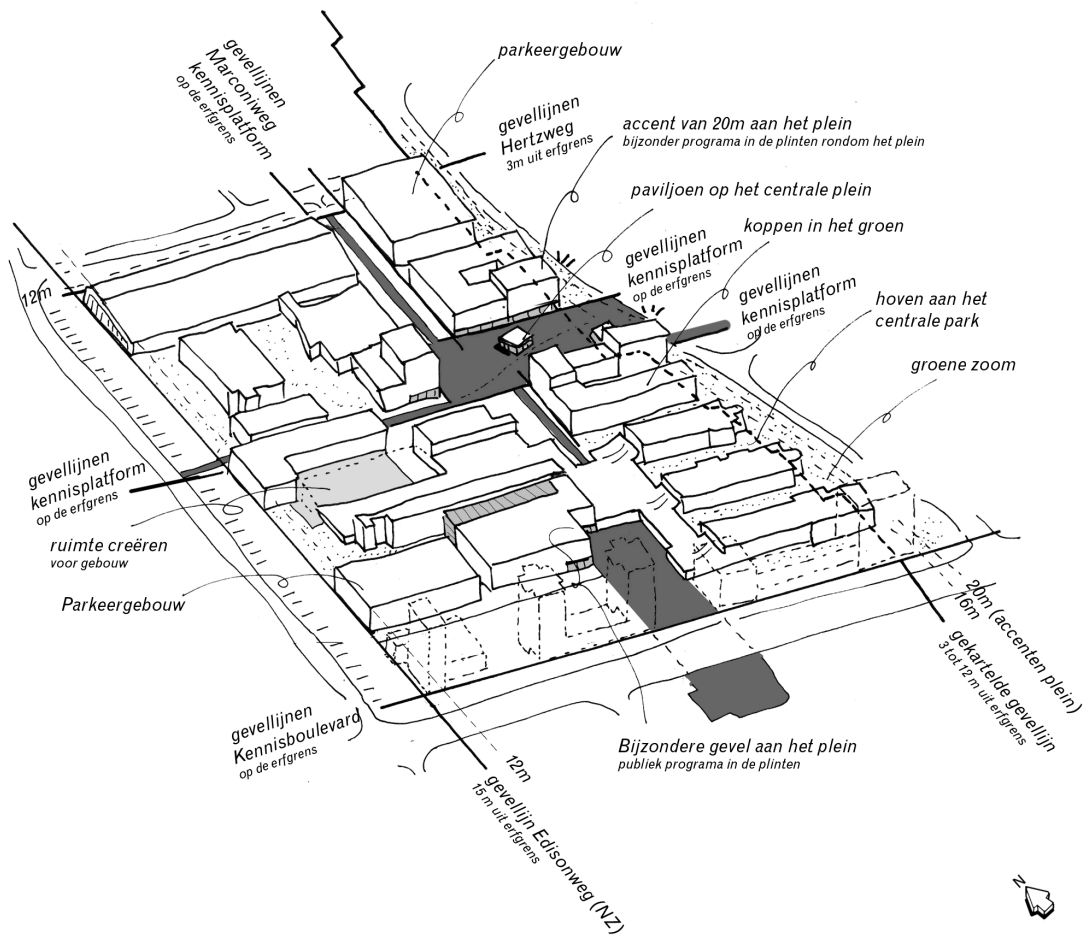 parkeergebouw
gevellijnen
Marconiweg
kennisplatform
op de erfgrens
gevellijnen
Hertzweg
3m uit erfgrens
accent van 20m aan het plein
bijzonder programa in de plinten rondom het plein
paviljoen op het centrale plein
koppen in het groen
gevellijnen
kennisplatform
op de erfgrens
gevellijnen
kennisplatform
op de erfgrens
hoven aan het
centrale park
groene zoom
12m
gevellijnen
kennisplatform
op de erfgrens
ruimte creëren
voor gebouw
Parkeergebouw
20m (accenten plein)
16m
gekartelde gevellijn
3 tot 12 m uit erfgrens
gevellijnen
Kennisboulevard
op de erfgrens
Bijzondere gevel aan het plein
publiek programa in de plinten
12m
gevellijn Edisonweg (NZ)
15 m uit erfgrens
N